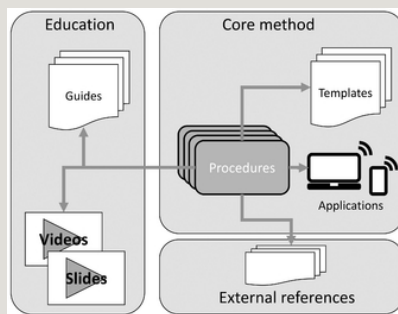 Education
Core method
Guides
Templates
Procedures
Applications
Videos
Slides
External references